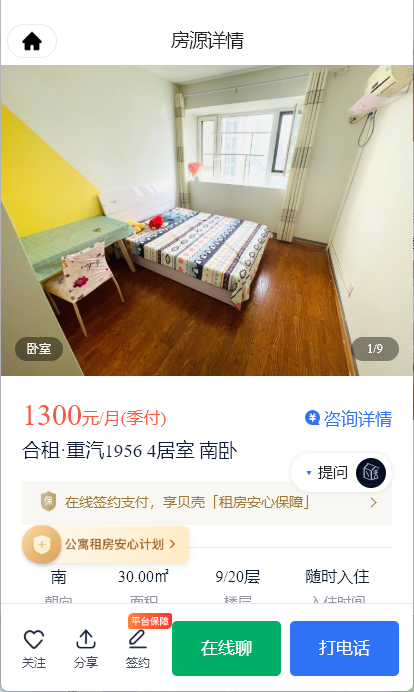 房源详情
卧室
1/9
1300元/月(季付)
咨询详情
合租·重汽1956 4居室 南卧
提问
保 在线签约支付，享贝壳「租房安心保障」
公寓租房安心计划
南 30.00㎡ 9/20层 随时入住
朝向 面积 楼层 入住时间
平台保障
关注 分享 签约
在线聊 打电话